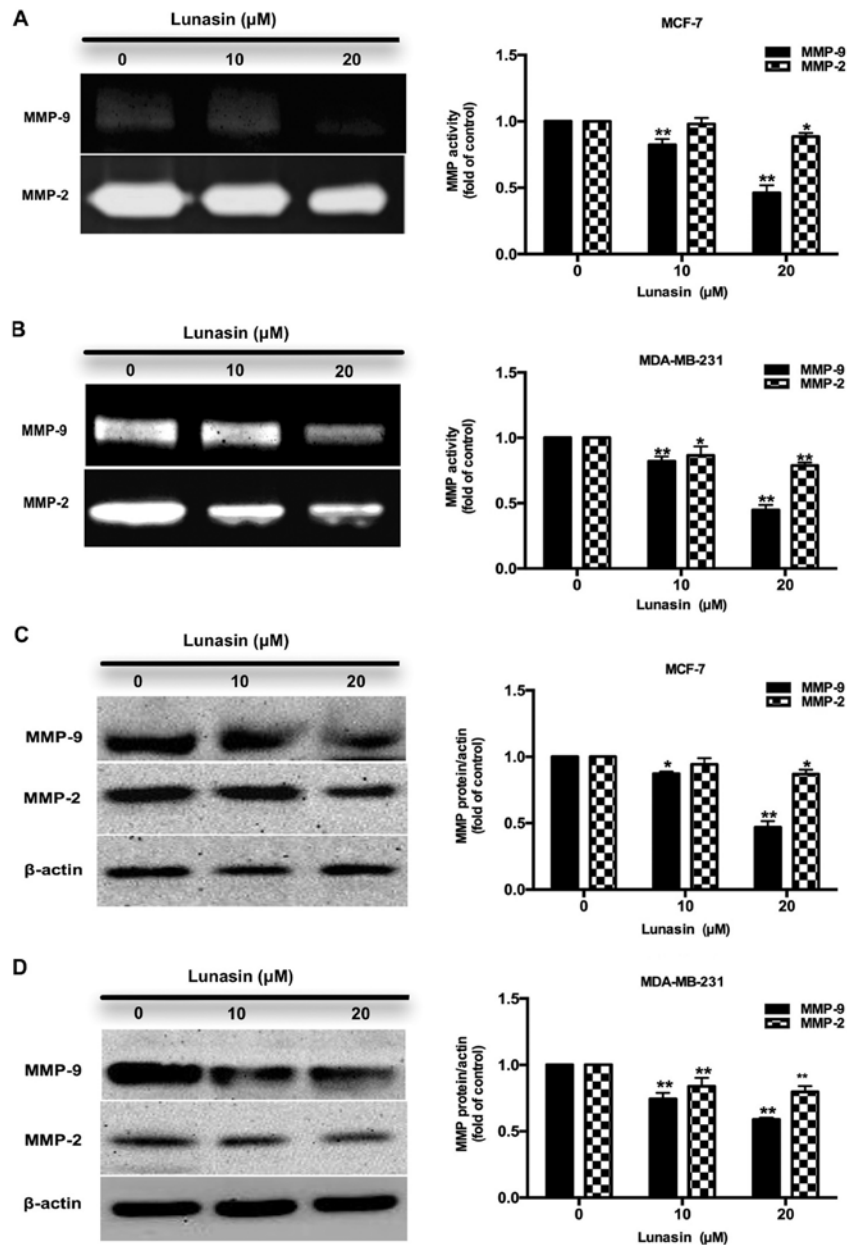 A
Lunasin (µM)
0 10 20
MMP-9
MMP-2
MCF-7
MMP-9
MMP-2
MMP activity
(fold of control)
1.5
1.0
0.5
0.0
** ** *
0 10 20
Lunasin (µM)
B
Lunasin (µM)
0 10 20
MMP-9
MMP-2
MDA-MB-231
MMP-9
MMP-2
MMP activity
(fold of control)
1.5
1.0
0.5
0.0
** * ** **
0 10 20
Lunasin (µM)
C
Lunasin (µM)
0 10 20
MMP-9
MMP-2
β-actin
MCF-7
MMP-9
MMP-2
MMP protein/actin
(fold of control)
1.5
1.0
0.5
0.0
* ** *
0 10 20
Lunasin (µM)
D
Lunasin (µM)
0 10 20
MMP-9
MMP-2
β-actin
MDA-MB-231
MMP-9
MMP-2
MMP protein/actin
(fold of control)
1.5
1.0
0.5
0.0
** ** ** **
0 10 20
Lunasin (µM)